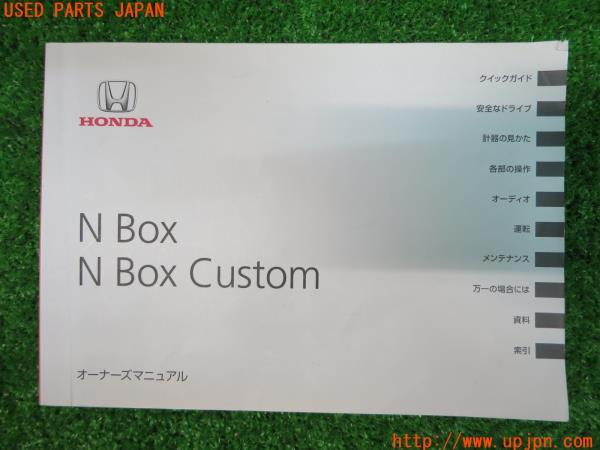 USED PARTS JAPAN
HONDA
N Box
N Box Custom
オーナーズマニュアル
クイックガイド
安全なドライブ
計器の見かた
各部の操作
オーディオ
運転
メンテナンス
万一の場合には
資料
索引
http://www.upjpn.com/